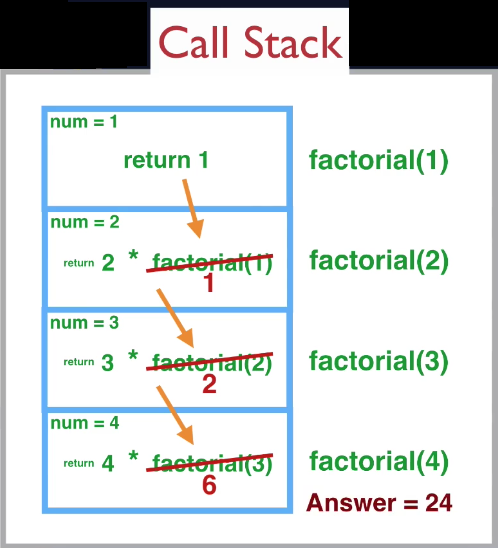 Call Stack
num = 1
return 1
factorial(1)
num = 2
return 2 * factorial(1)
1
factorial(2)
num = 3
return 3 * factorial(2)
2
factorial(3)
num = 4
return 4 * factorial(3)
6
factorial(4)
Answer = 24